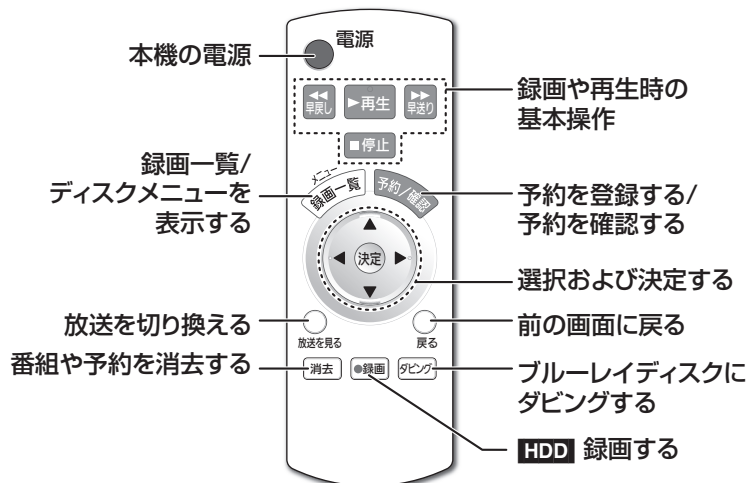 電源
本機の電源
◀◀
早戻し
▶再生
▶▶
早送り
録画や再生時の
基本操作
■停止
録画一覧/
ディスクメニューを
表示する
メニュー
録画一覧
予約/確認
予約を登録する/
予約を確認する
▲
◀
決定
▶
▼
選択および決定する
放送を切り換える
放送を見る
戻る
前の画面に戻る
番組や予約を消去する
消去
●録画
ダビング
ブルーレイディスクに
ダビングする
HDD 録画する